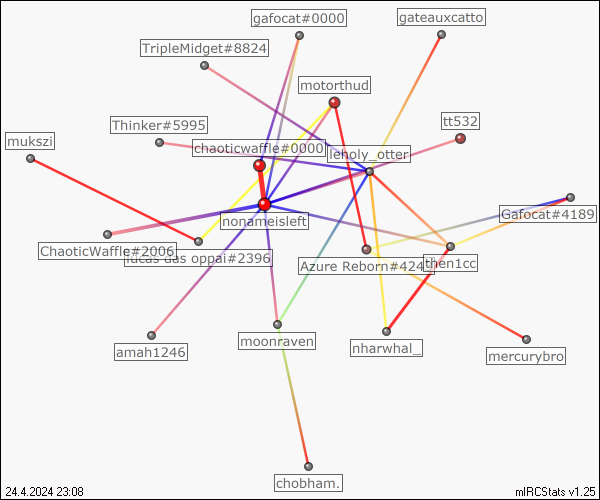 gafocat#0000
gateauxcatto
TripleMidget#8824
motorthud
tt532
Thinker#5995
mukszi
chaoticwaffle#0000
leholy_otter
nonameisleft
Gafocat#4189
ChaoticWaffle#2006
lucas das oppai#2396
Azure Reborn#424
then1cc
moonraven
nharwhal_
amah1246
mercurybro
chobham.
24.4.2024 23:08
mIRCStats v1.25